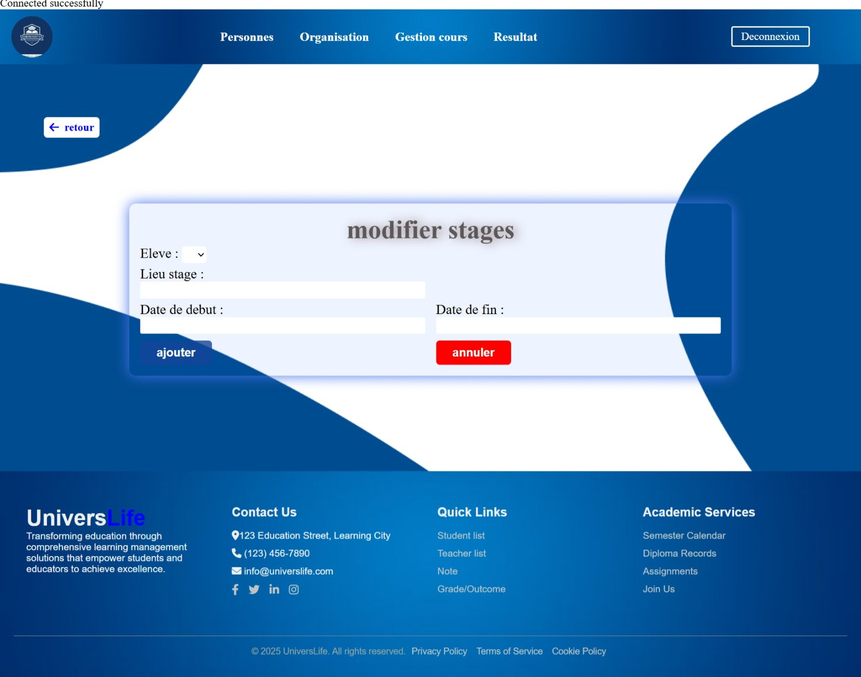 Connected successfully
Personnes Organisation Gestion cours Resultat Deconnexion
retour
modifier stages
Eleve :
Lieu stage :
Date de debut : Date de fin :
ajouter annuler
UniversLife
Transforming education through
comprehensive learning management
solutions that empower students and
educators to achieve excellence.
Contact Us
123 Education Street, Learning City
(123) 456-7890
info@universlife.com
Quick Links
Student list
Teacher list
Note
Grade/Outcome
Academic Services
Semester Calendar
Diploma Records
Assignments
Join Us
© 2025 UniversLife. All rights reserved. Privacy Policy Terms of Service Cookie Policy